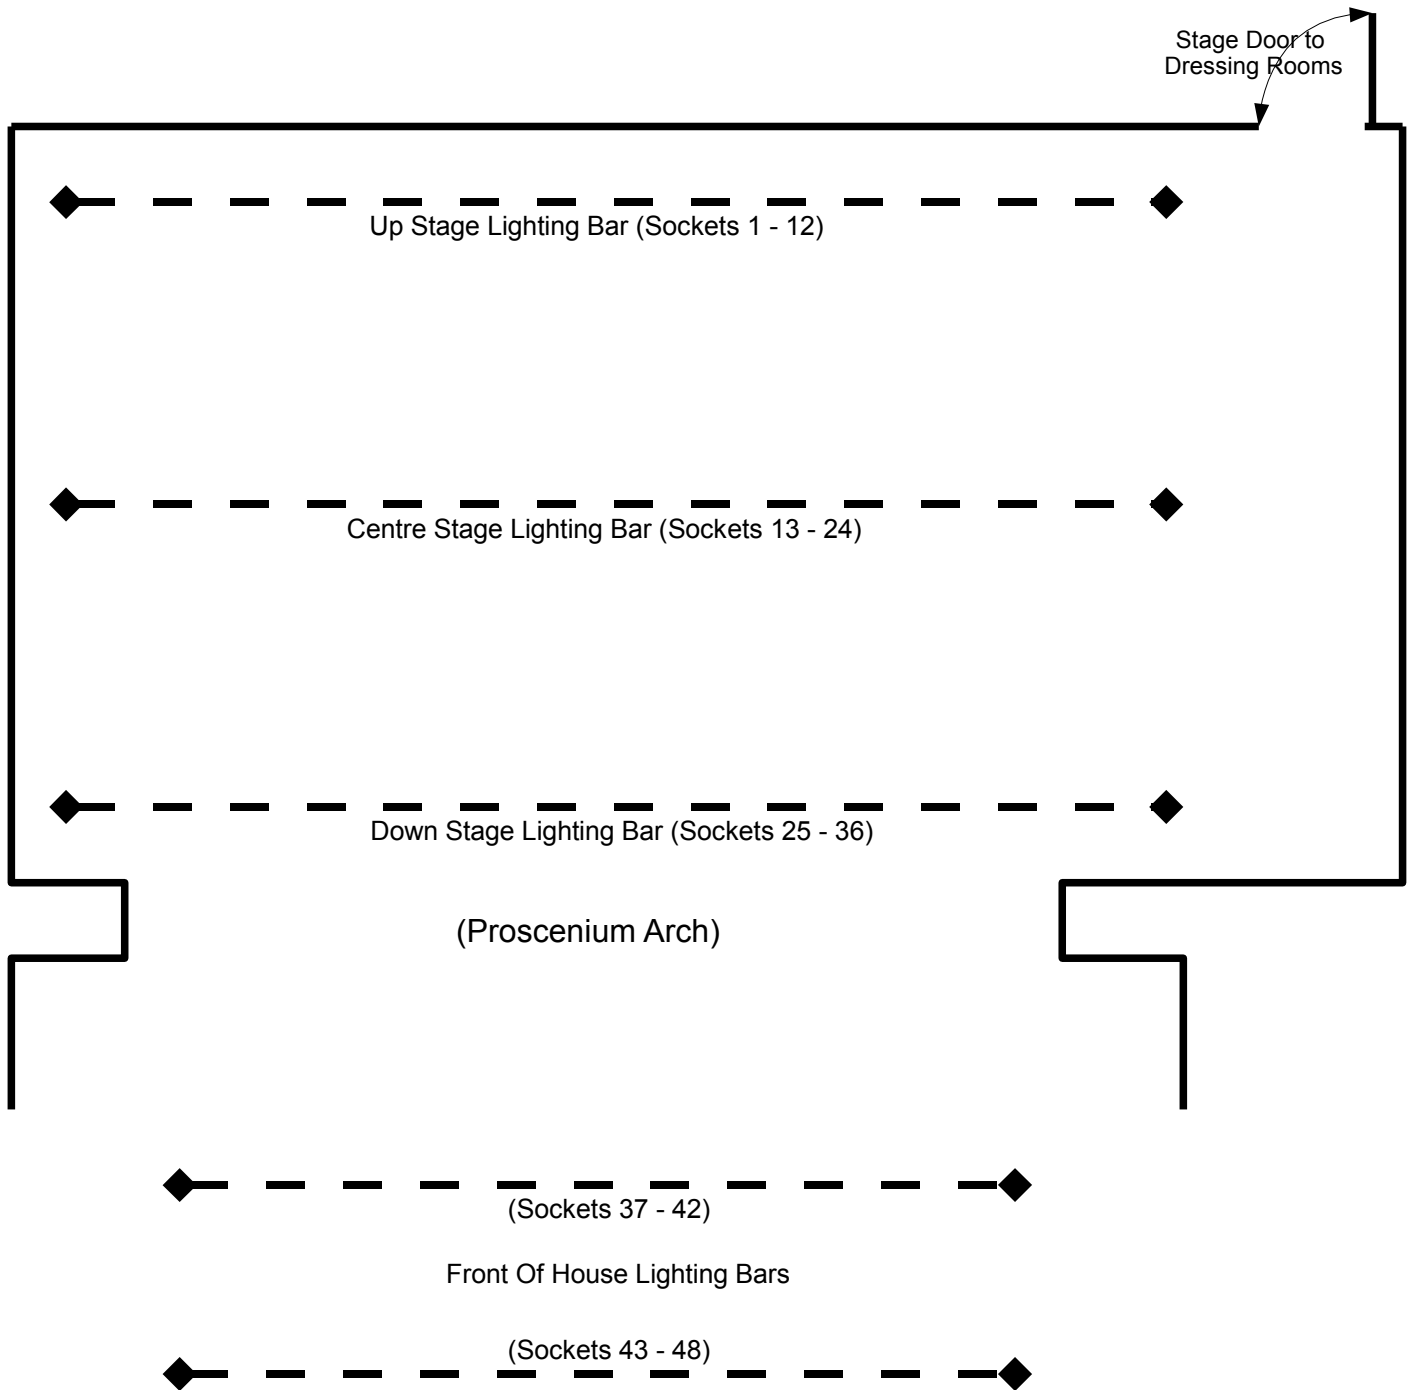 Stage Door to
Dressing Rooms
Up Stage Lighting Bar (Sockets 1 - 12)
Centre Stage Lighting Bar (Sockets 13 - 24)
Down Stage Lighting Bar (Sockets 25 - 36)
(Proscenium Arch)
(Sockets 37 - 42)
Front Of House Lighting Bars
(Sockets 43 - 48)